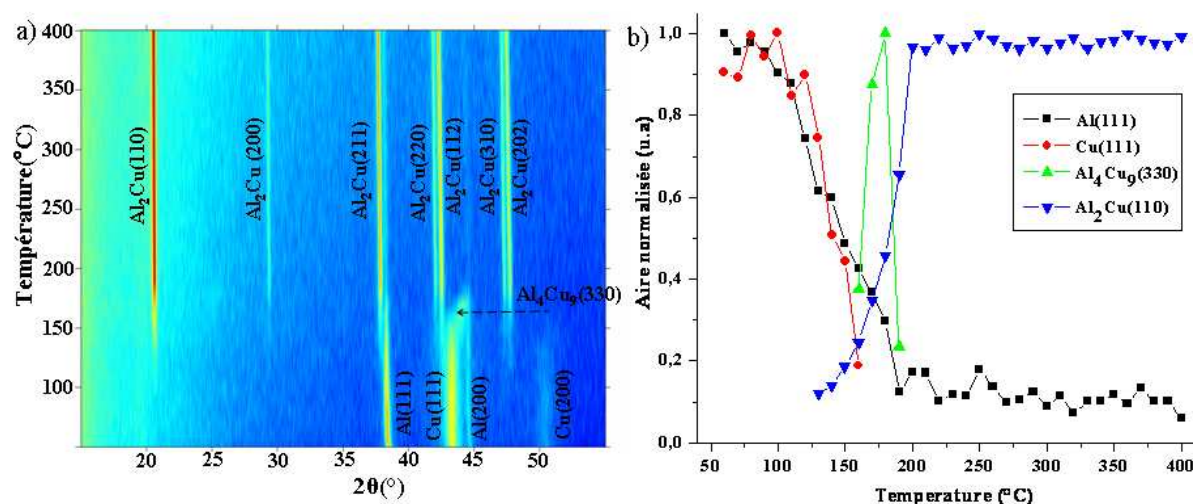 a)
400
350
300
250
200
150
100
Température(°C)
Al₂Cu(110)
Al₂Cu (200)
Al₂Cu(211)
Al₂Cu(220)
Al₂Cu(112)
Al₂Cu(310)
Al₂Cu(202)
Al₄Cu₉(330)
Al(111)
Cu(111)
Al(200)
Cu(200)
20 25 30 35 40 45 50
2θ(°)
b)
1,0
0,8
0,6
0,4
0,2
0,0
Aire normalisée (u.a)
Al(111)
Cu(111)
Al₄Cu₉(330)
Al₂Cu(110)
50 100 150 200 250 300 350 400
Temperature (°C)